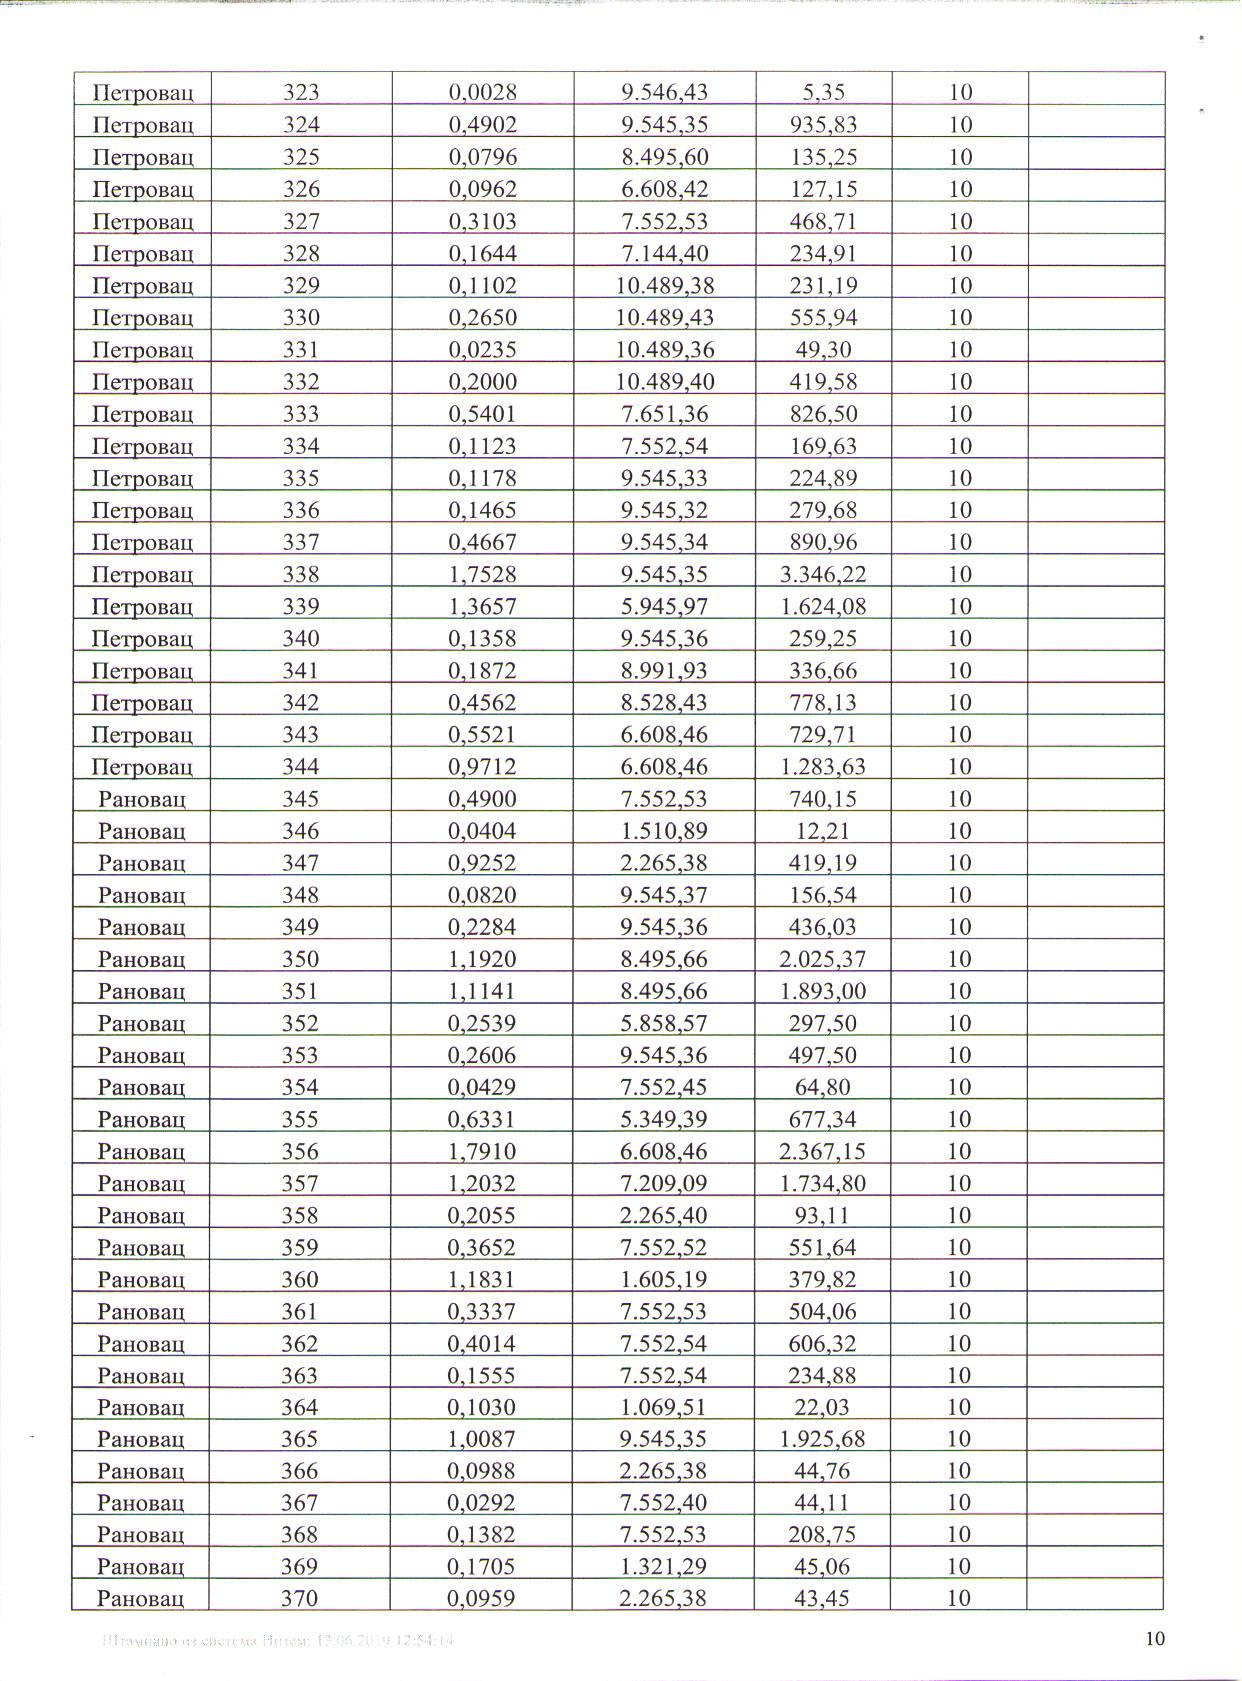 Петровац 323 0,0028 9.546,43 5,35 10
Петровац 324 0,4902 9.545,35 935,83 10
Петровац 325 0,0796 8.495,60 135,25 10
Петровац 326 0,0962 6.608,42 127,15 10
Петровац 327 0,3103 7.552,53 468,71 10
Петровац 328 0,1644 7.144,40 234,91 10
Петровац 329 0,1102 10.489,38 231,19 10
Петровац 330 0,2650 10.489,43 555,94 10
Петровац 331 0,0235 10.489,36 49,30 10
Петровац 332 0,2000 10.489,40 419,58 10
Петровац 333 0,5401 7.651,36 826,50 10
Петровац 334 0,1123 7.552,54 169,63 10
Петровац 335 0,1178 9.545,33 224,89 10
Петровац 336 0,1465 9.545,32 279,68 10
Петровац 337 0,4667 9.545,34 890,96 10
Петровац 338 1,7528 9.545,35 3.346,22 10
Петровац 339 1,3657 5.945,97 1.624,08 10
Петровац 340 0,1358 9.545,36 259,25 10
Петровац 341 0,1872 8.991,93 336,66 10
Петровац 342 0,4562 8.528,43 778,13 10
Петровац 343 0,5521 6.608,46 729,71 10
Петровац 344 0,9712 6.608,46 1.283,63 10
Рановац 345 0,4900 7.552,53 740,15 10
Рановац 346 0,0404 1.510,89 12,21 10
Рановац 347 0,9252 2.265,38 419,19 10
Рановац 348 0,0820 9.545,37 156,54 10
Рановац 349 0,2284 9.545,36 436,03 10
Рановац 350 1,1920 8.495,66 2.025,37 10
Рановац 351 1,1141 8.495,66 1.893,00 10
Рановац 352 0,2539 5.858,57 297,50 10
Рановац 353 0,2606 9.545,36 497,50 10
Рановац 354 0,0429 7.552,45 64,80 10
Рановац 355 0,6331 5.349,39 677,34 10
Рановац 356 1,7910 6.608,46 2.367,15 10
Рановац 357 1,2032 7.209,09 1.734,80 10
Рановац 358 0,2055 2.265,40 93,11 10
Рановац 359 0,3652 7.552,52 551,64 10
Рановац 360 1,1831 1.605,19 379,82 10
Рановац 361 0,3337 7.552,53 504,06 10
Рановац 362 0,4014 7.552,54 606,32 10
Рановац 363 0,1555 7.552,54 234,88 10
Рановац 364 0,1030 1.069,51 22,03 10
Рановац 365 1,0087 9.545,35 1.925,68 10
Рановац 366 0,0988 2.265,38 44,76 10
Рановац 367 0,0292 7.552,40 44,11 10
Рановац 368 0,1382 7.552,53 208,75 10
Рановац 369 0,1705 1.321,29 45,06 10
Рановац 370 0,0959 2.265,38 43,45 10
Штампано из система 13.06.2019 12:54:14 10